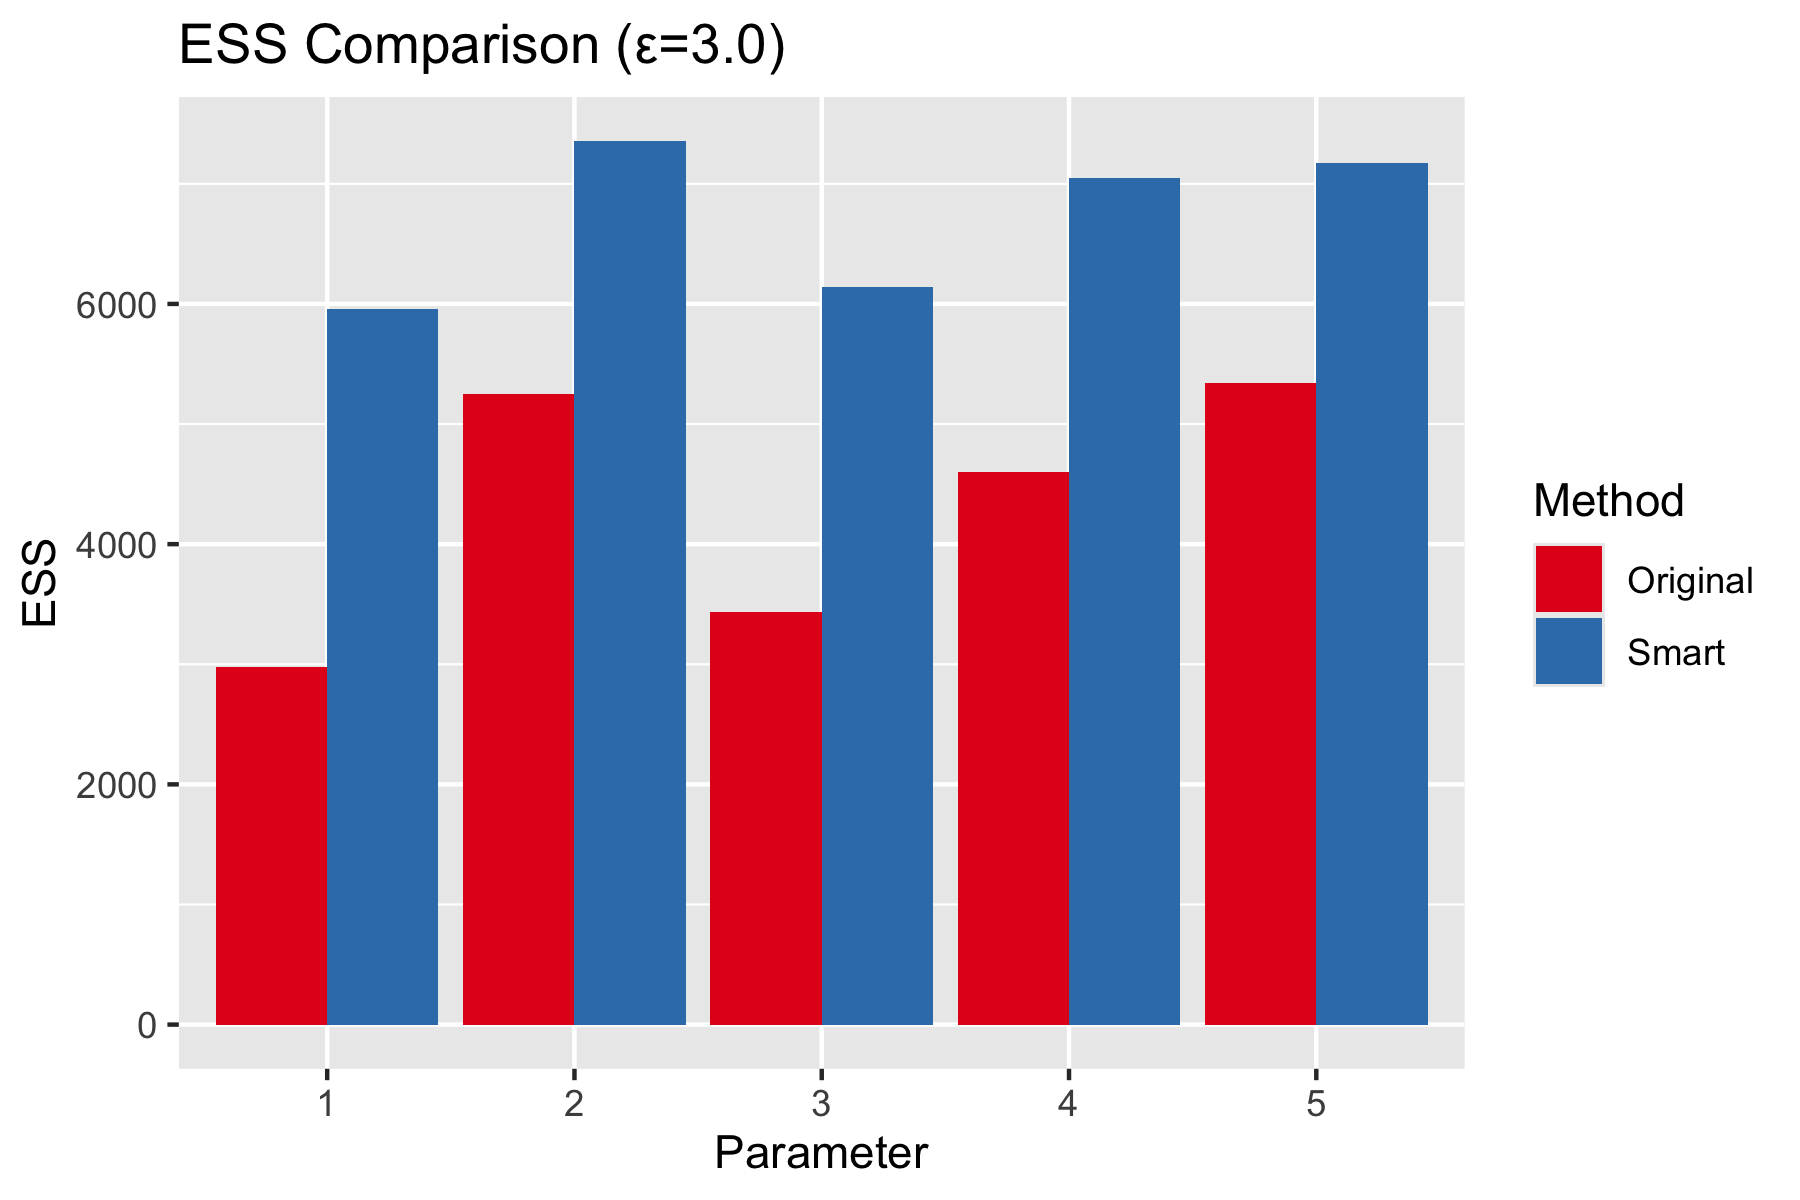 ESS Comparison (ε=3.0)
ESS
6000
4000
2000
0
1 2 3 4 5
Parameter
Method
Original
Smart